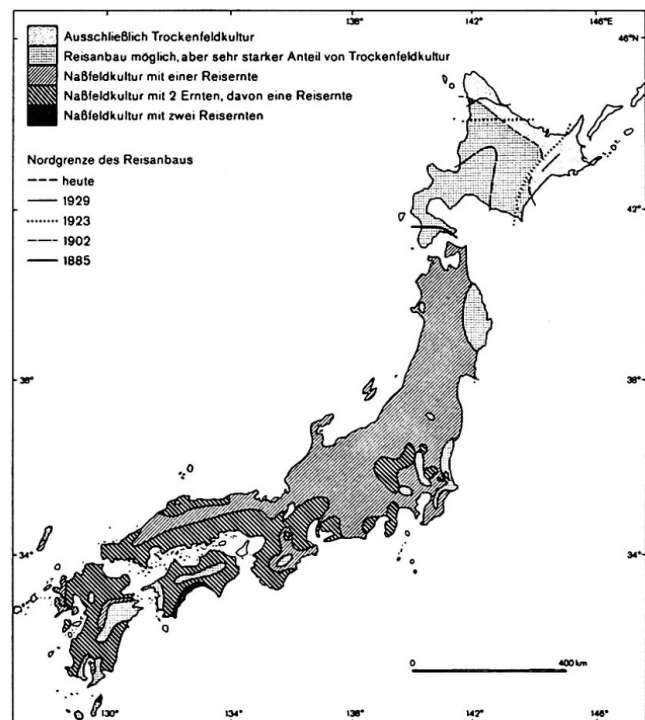 138°
142°
146°E
Ausschließlich Trockenfeldkultur
46°N
Reisanbau möglich, aber sehr starker Anteil von Trockenfeldkultur
Naßfeldkultur mit einer Reisernte
Naßfeldkultur mit 2 Ernten, davon eine Reisernte
Naßfeldkultur mit zwei Reisernten
Nordgrenze des Reisanbaus
heute
1929
42°
42°
1923
1902
1885
38°
38°
34°
34°
0
400 km
130°
134°
138°
142°
146°